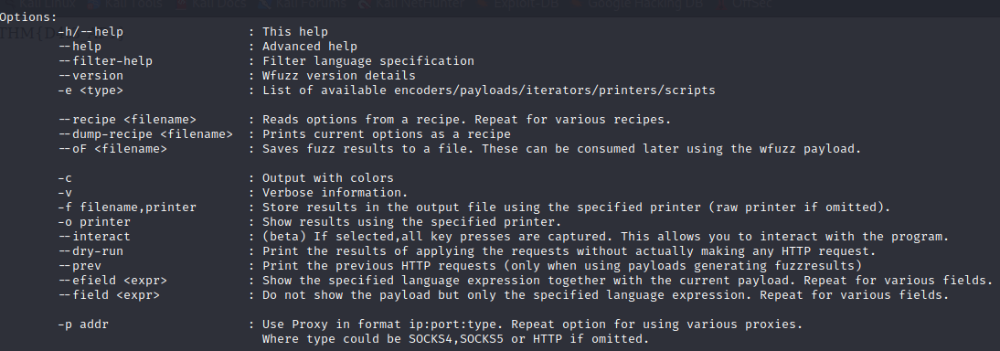 Kali Linux Kali Tools Kali Docs Kali Forums Kali NetHunter Exploit-DB Google Hacking DB OffSec
Options:
THM{D
-h/--help : This help
--help : Advanced help
--filter-help : Filter language specification
--version : Wfuzz version details
-e <type> : List of available encoders/payloads/iterators/printers/scripts
--recipe <filename> : Reads options from a recipe. Repeat for various recipes.
--dump-recipe <filename> : Prints current options as a recipe
--oF <filename> : Saves fuzz results to a file. These can be consumed later using the wfuzz payload.
-c : Output with colors
-v : Verbose information.
-f filename,printer : Store results in the output file using the specified printer (raw printer if omitted).
-o printer : Show results using the specified printer.
--interact : (beta) If selected,all key presses are captured. This allows you to interact with the program.
--dry-run : Print the results of applying the requests without actually making any HTTP request.
--prev : Print the previous HTTP requests (only when using payloads generating fuzzresults)
--efield <expr> : Show the specified language expression together with the current payload. Repeat for various fields.
--field <expr> : Do not show the payload but only the specified language expression. Repeat for various fields.
-p addr : Use Proxy in format ip:port:type. Repeat option for using various proxies.
Where type could be SOCKS4,SOCKS5 or HTTP if omitted.